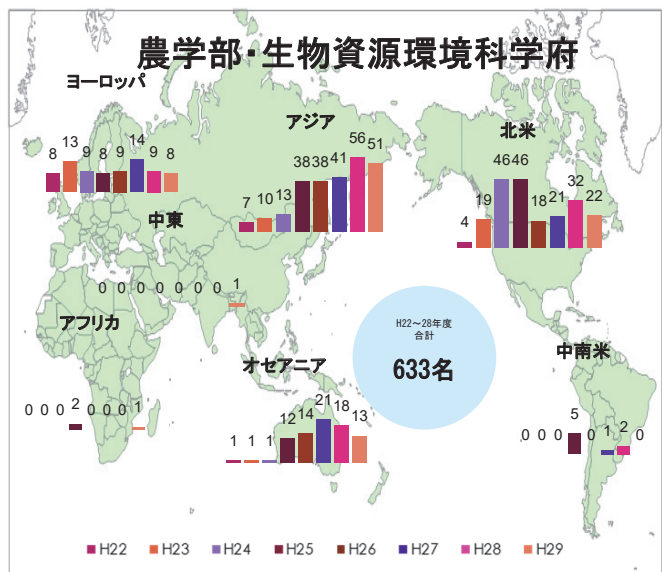 農学部・生物資源環境科学府
ヨーロッパ
8 13 9 8 9 14 9 8
アジア
7 10 13 38 38 41 56 51
北米
4 19 46 46 18 21 32 22
中東
0 0 0 0 0 0 0 1
アフリカ
0 0 0 2 0 0 0 1
オセアニア
1 1 1 12 14 21 18 13
H22～28年度
合計
633名
中南米
0 0 0 5 0 1 2 0
H22 H23 H24 H25 H26 H27 H28 H29